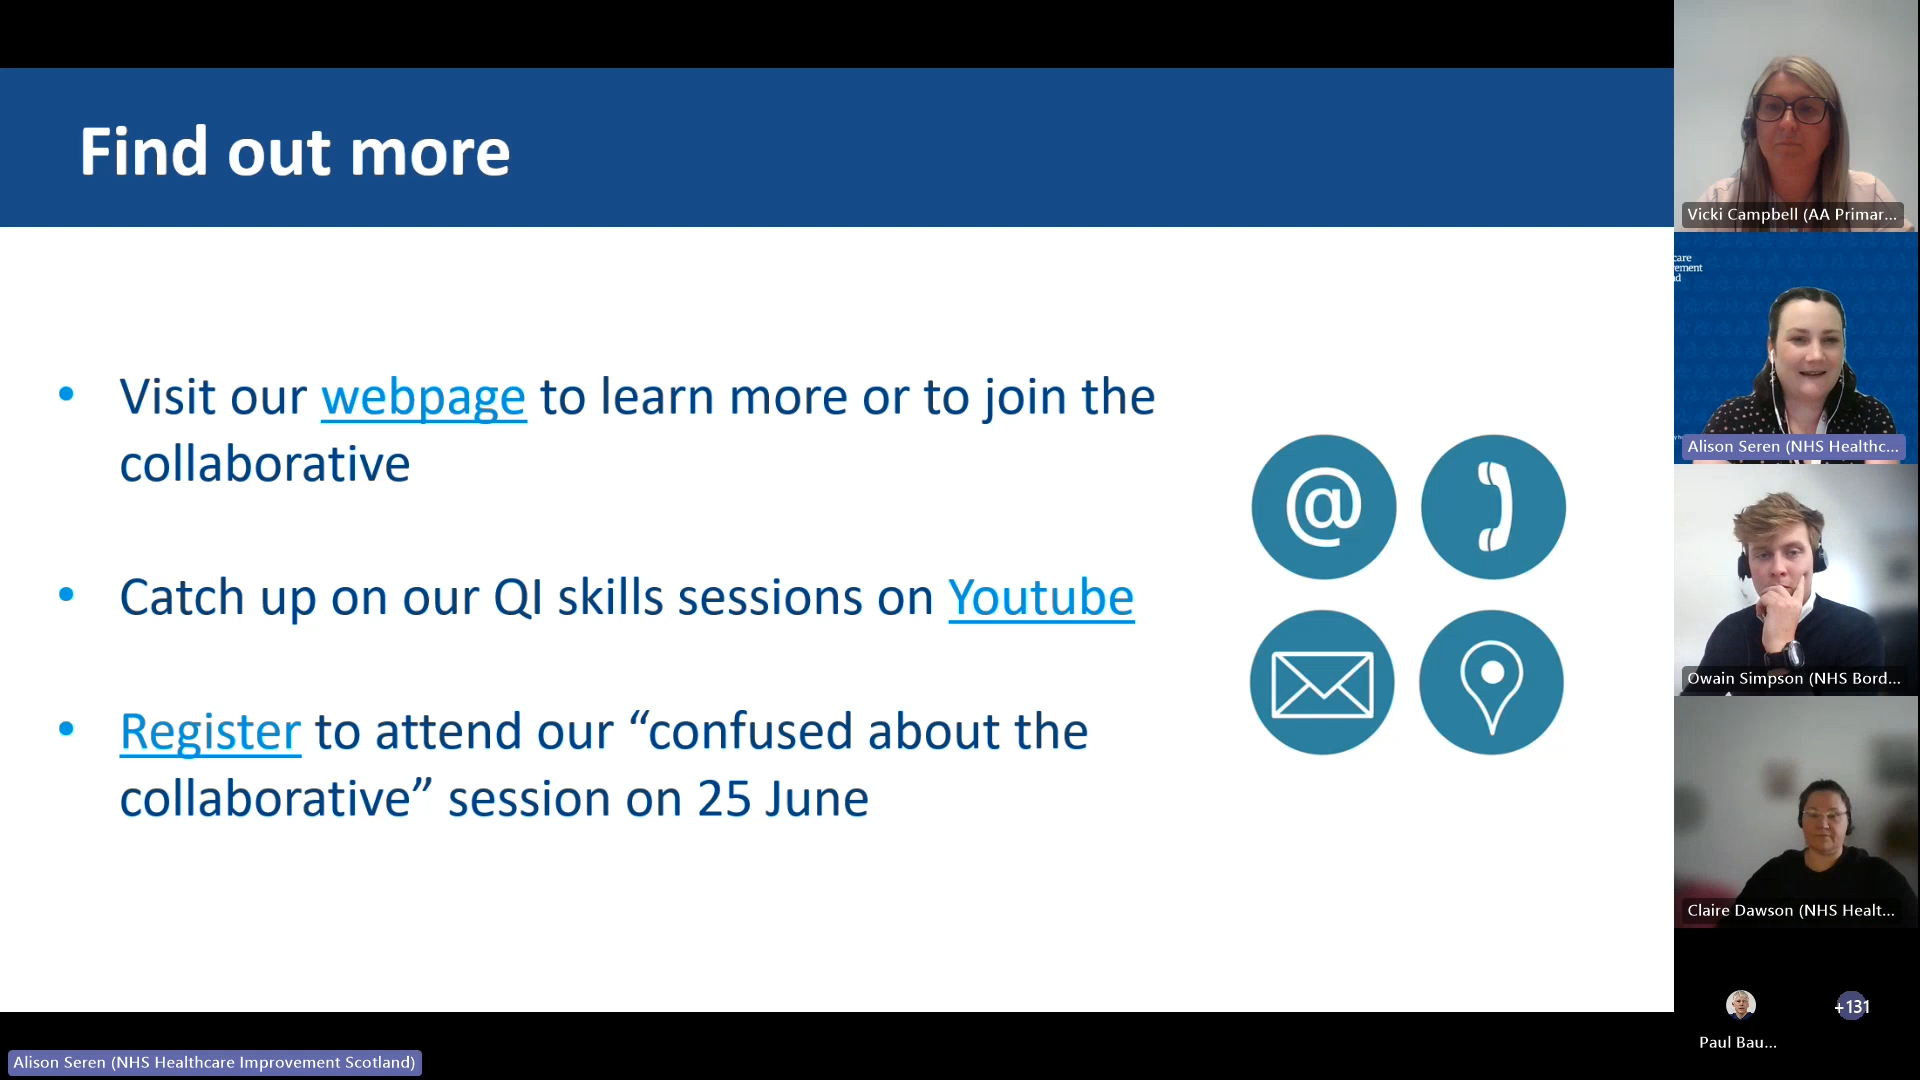 Find out more
• Visit our webpage to learn more or to join the
collaborative
• Catch up on our QI skills sessions on Youtube
• Register to attend our “confused about the
collaborative” session on 25 June
@
Vicki Campbell (AA Primar...
care
ement
d
Alison Seren (NHS Healthc...
Owain Simpson (NHS Bord...
Claire Dawson (NHS Healt...
+131
Paul Bau...
Alison Seren (NHS Healthcare Improvement Scotland)